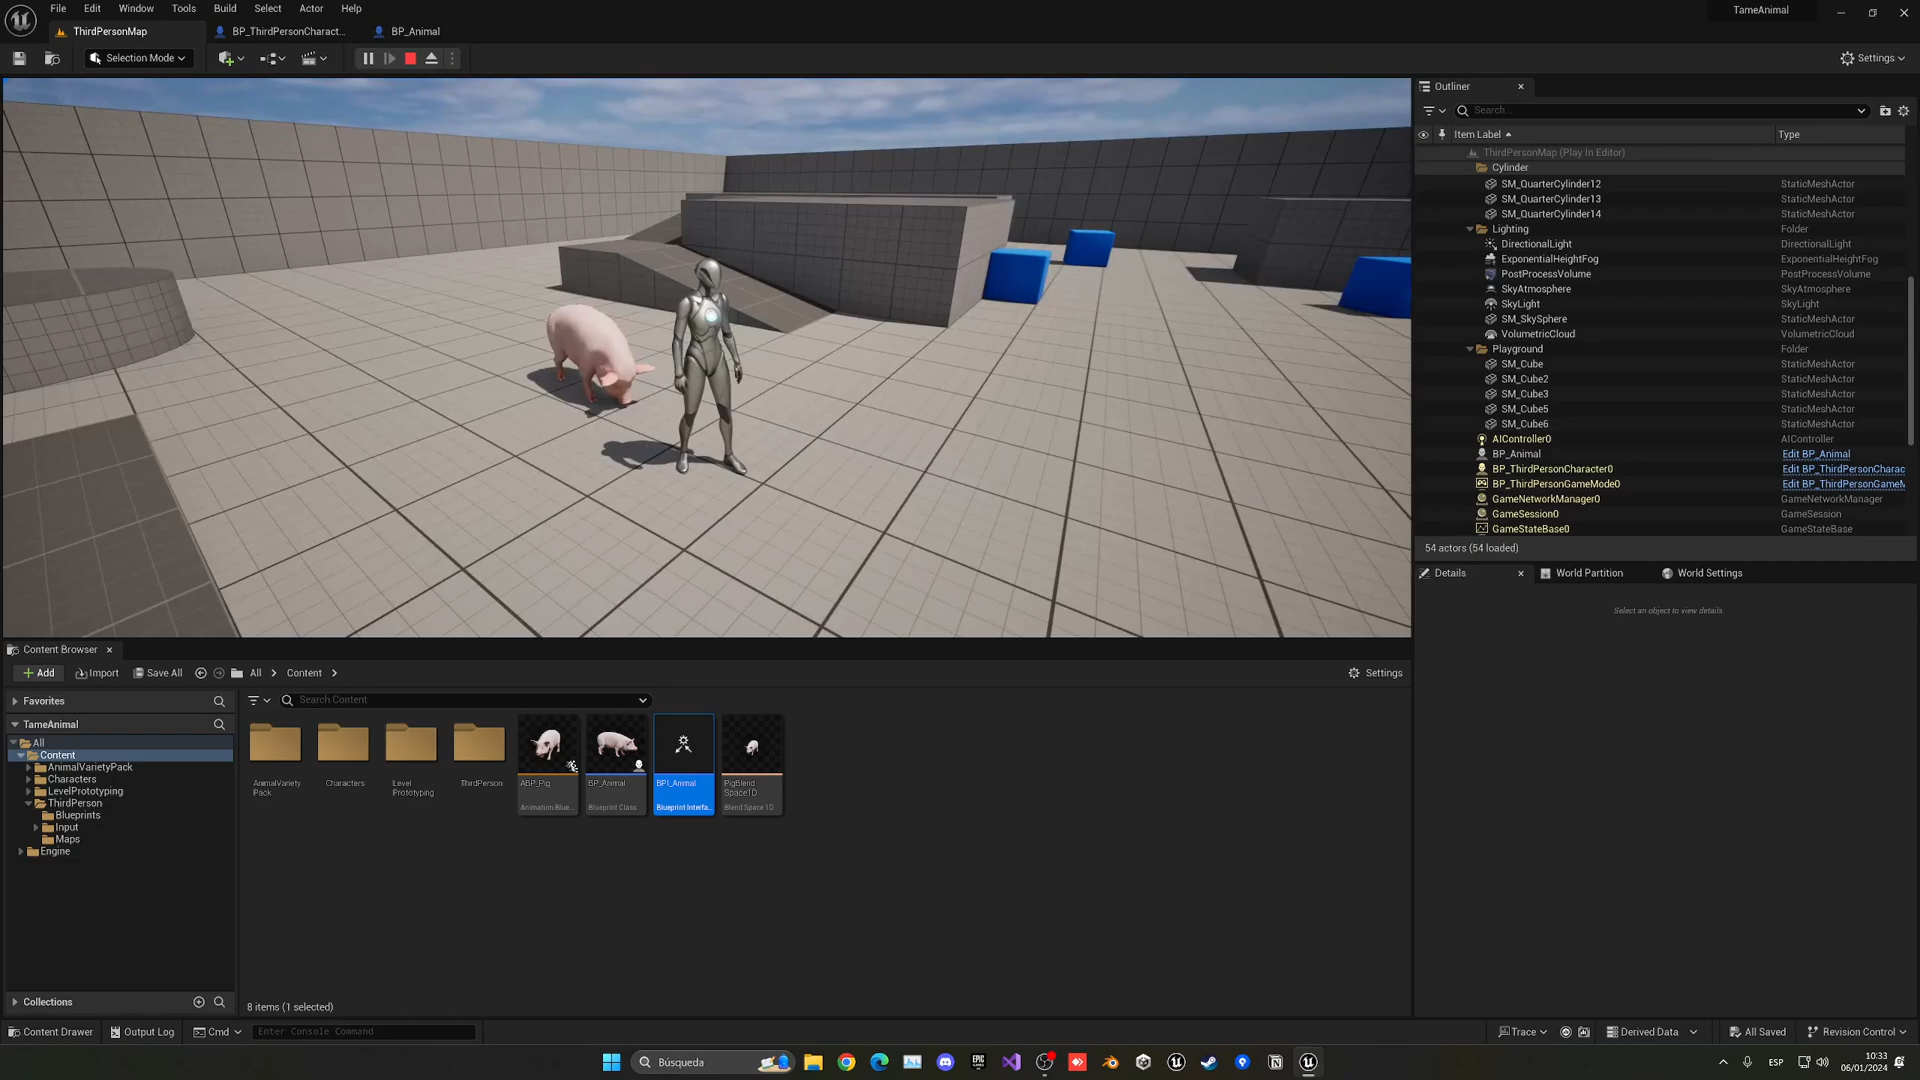 File Edit Window Tools Build Select Actor Help
TameAnimal
ThirdPersonMap
BP_ThirdPersonCharact...
BP_Animal
Selection Mode
Settings
Outliner
Search...
Item Label
Type
ThirdPersonMap (Play In Editor)
Cylinder
SM_QuarterCylinder12 StaticMeshActor
SM_QuarterCylinder13 StaticMeshActor
SM_QuarterCylinder14 StaticMeshActor
Lighting Folder
DirectionalLight DirectionalLight
ExponentialHeightFog ExponentialHeightFog
PostProcessVolume PostProcessVolume
SkyAtmosphere SkyAtmosphere
SkyLight SkyLight
SM_SkySphere StaticMeshActor
VolumetricCloud VolumetricCloud
Playground Folder
SM_Cube StaticMeshActor
SM_Cube2 StaticMeshActor
SM_Cube3 StaticMeshActor
SM_Cube5 StaticMeshActor
SM_Cube6 StaticMeshActor
AIController0 AIController
BP_Animal Edit BP_Animal
BP_ThirdPersonCharacter0 Edit BP_ThirdPersonCharac
BP_ThirdPersonGameMode0 Edit BP_ThirdPersonGameM
GameNetworkManager0 GameNetworkManager
GameSession0 GameSession
GameStateBase0 GameStateBase
54 actors (54 loaded)
Details
World Partition
World Settings
Select an object to view details
Content Browser
Add
Import
Save All
All
Content
Settings
Favorites
TameAnimal
All
Content
AnimalVarietyPack
Characters
LevelPrototyping
ThirdPerson
Blueprints
Input
Maps
Engine
Collections
Search Content
AnimalVariety
Pack
Characters
Level
Prototyping
ThirdPerson
ABP_Pig
Animation Blue...
BP_Animal
Blueprint Class
BPI_Animal
Blueprint Interfa...
PigBlend
Space1D
Blend Space 1D
8 items (1 selected)
Content Drawer
Output Log
Cmd
Enter Console Command
Trace
Derived Data
All Saved
Revision Control
Búsqueda
EPIC
GAMES
ESP
10:33
06/01/2024